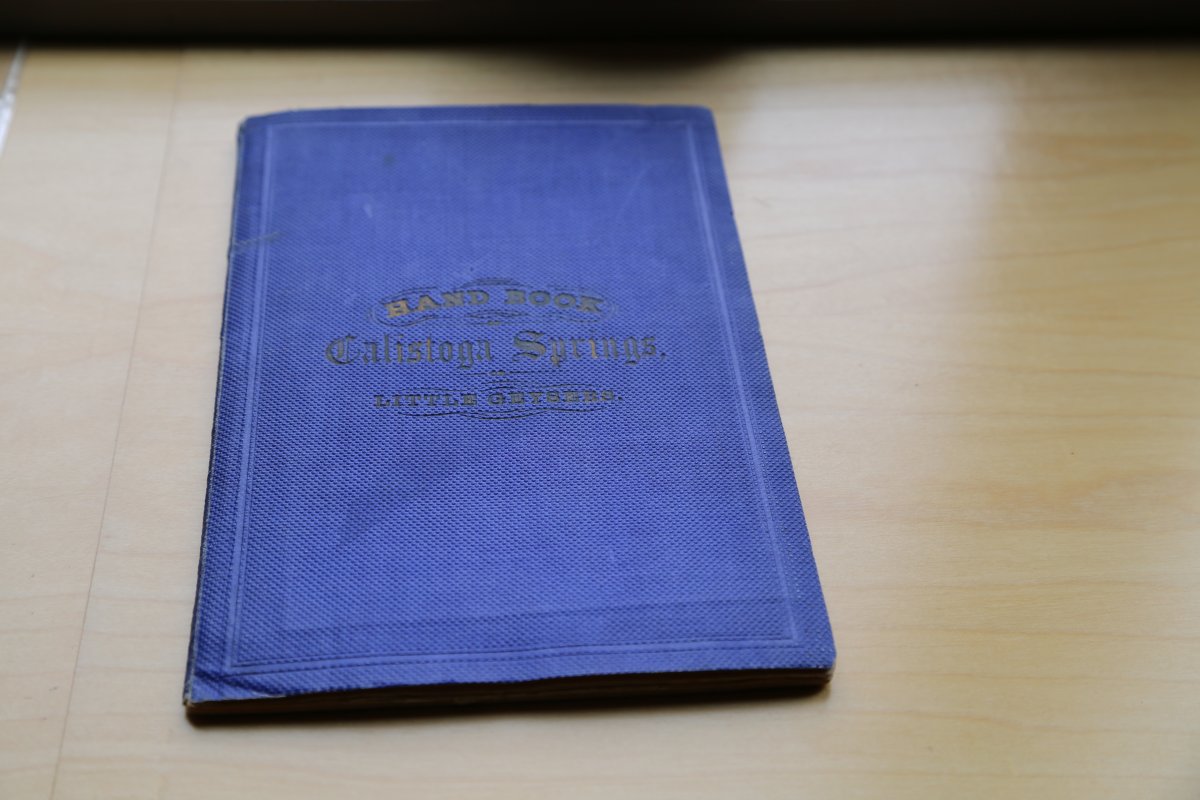 HAND BOOK
Calistoga Springs,
LITTLE GEYSERS.